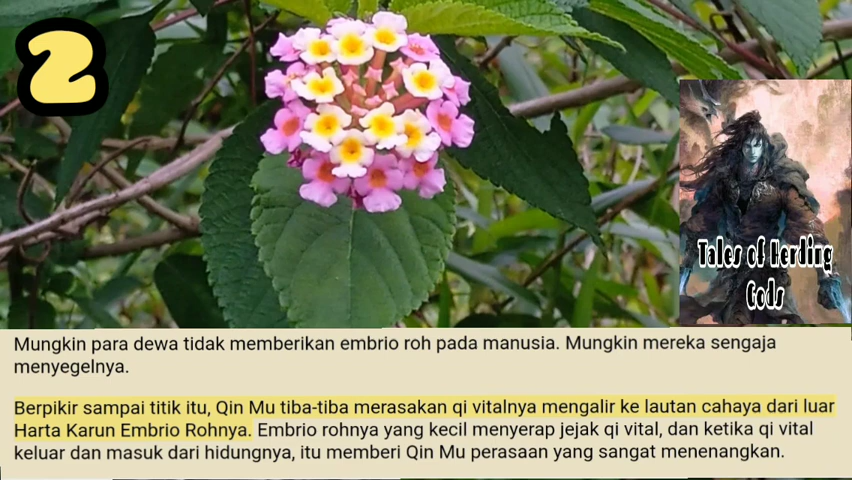 2
Tales of Herding
Gods
Mungkin para dewa tidak memberikan embrio roh pada manusia. Mungkin mereka sengaja
menyegelnya.
Berpikir sampai titik itu, Qin Mu tiba-tiba merasakan qi vitalnya mengalir ke lautan cahaya dari luar
Harta Karun Embrio Rohnya. Embrio rohnya yang kecil menyerap jejak qi vital, dan ketika qi vital
keluar dan masuk dari hidungnya, itu memberi Qin Mu perasaan yang sangat menenangkan.